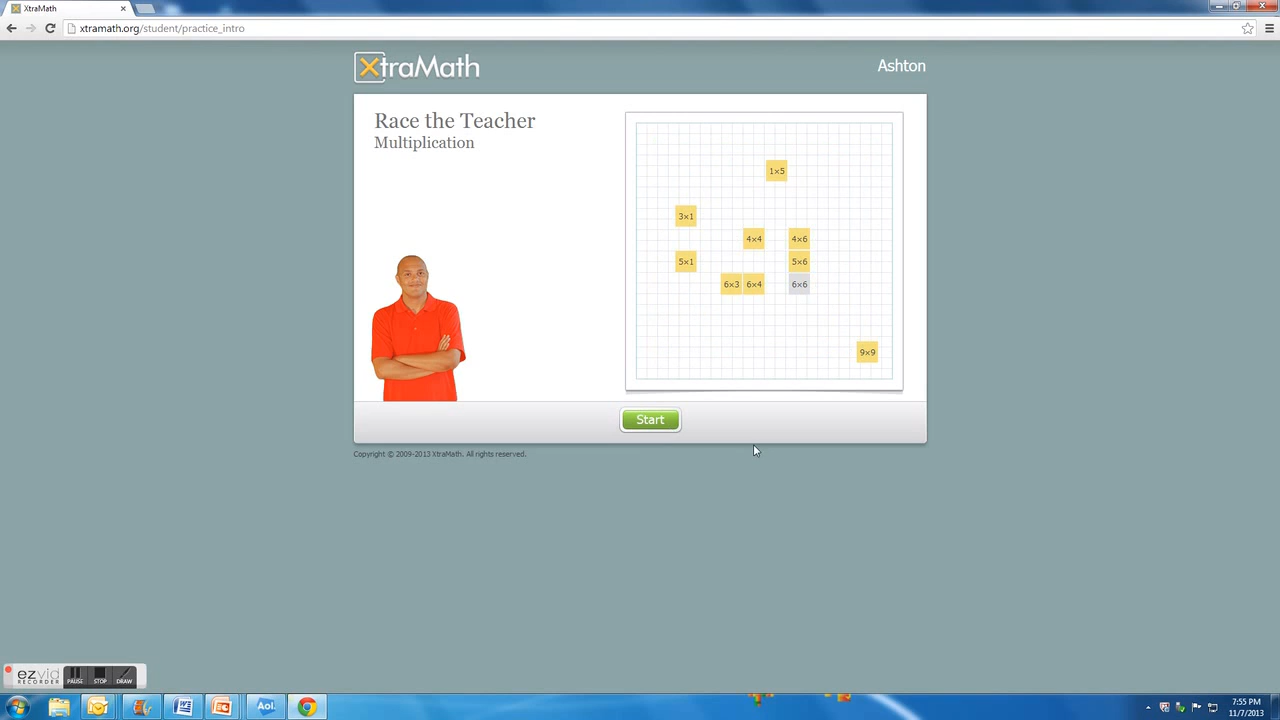 XtraMath
xtramath.org/student/practice_intro
XtraMath
Ashton
Race the Teacher
Multiplication
1×5
3×1
4×4 4×6
5×1 5×6
6×3 6×4 6×6
9×9
Start
Copyright © 2009-2013 XtraMath. All rights reserved.
ezvid
RECORDER
PAUSE STOP DRAW
Aol.
7:55 PM
11/7/2013